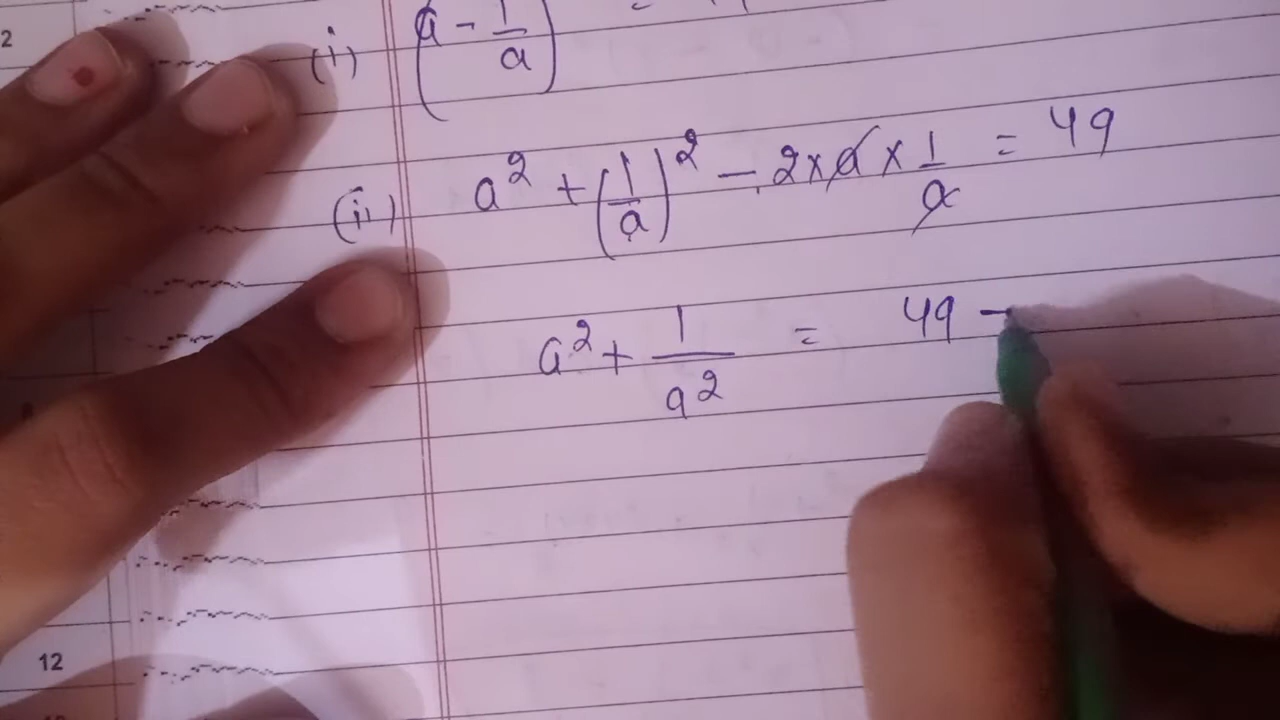 2
(i) (a - 1/a)
(ii) a² + (1/a)² - 2 × a × 1/a = 49
a² + 1/a² = 49 -
12